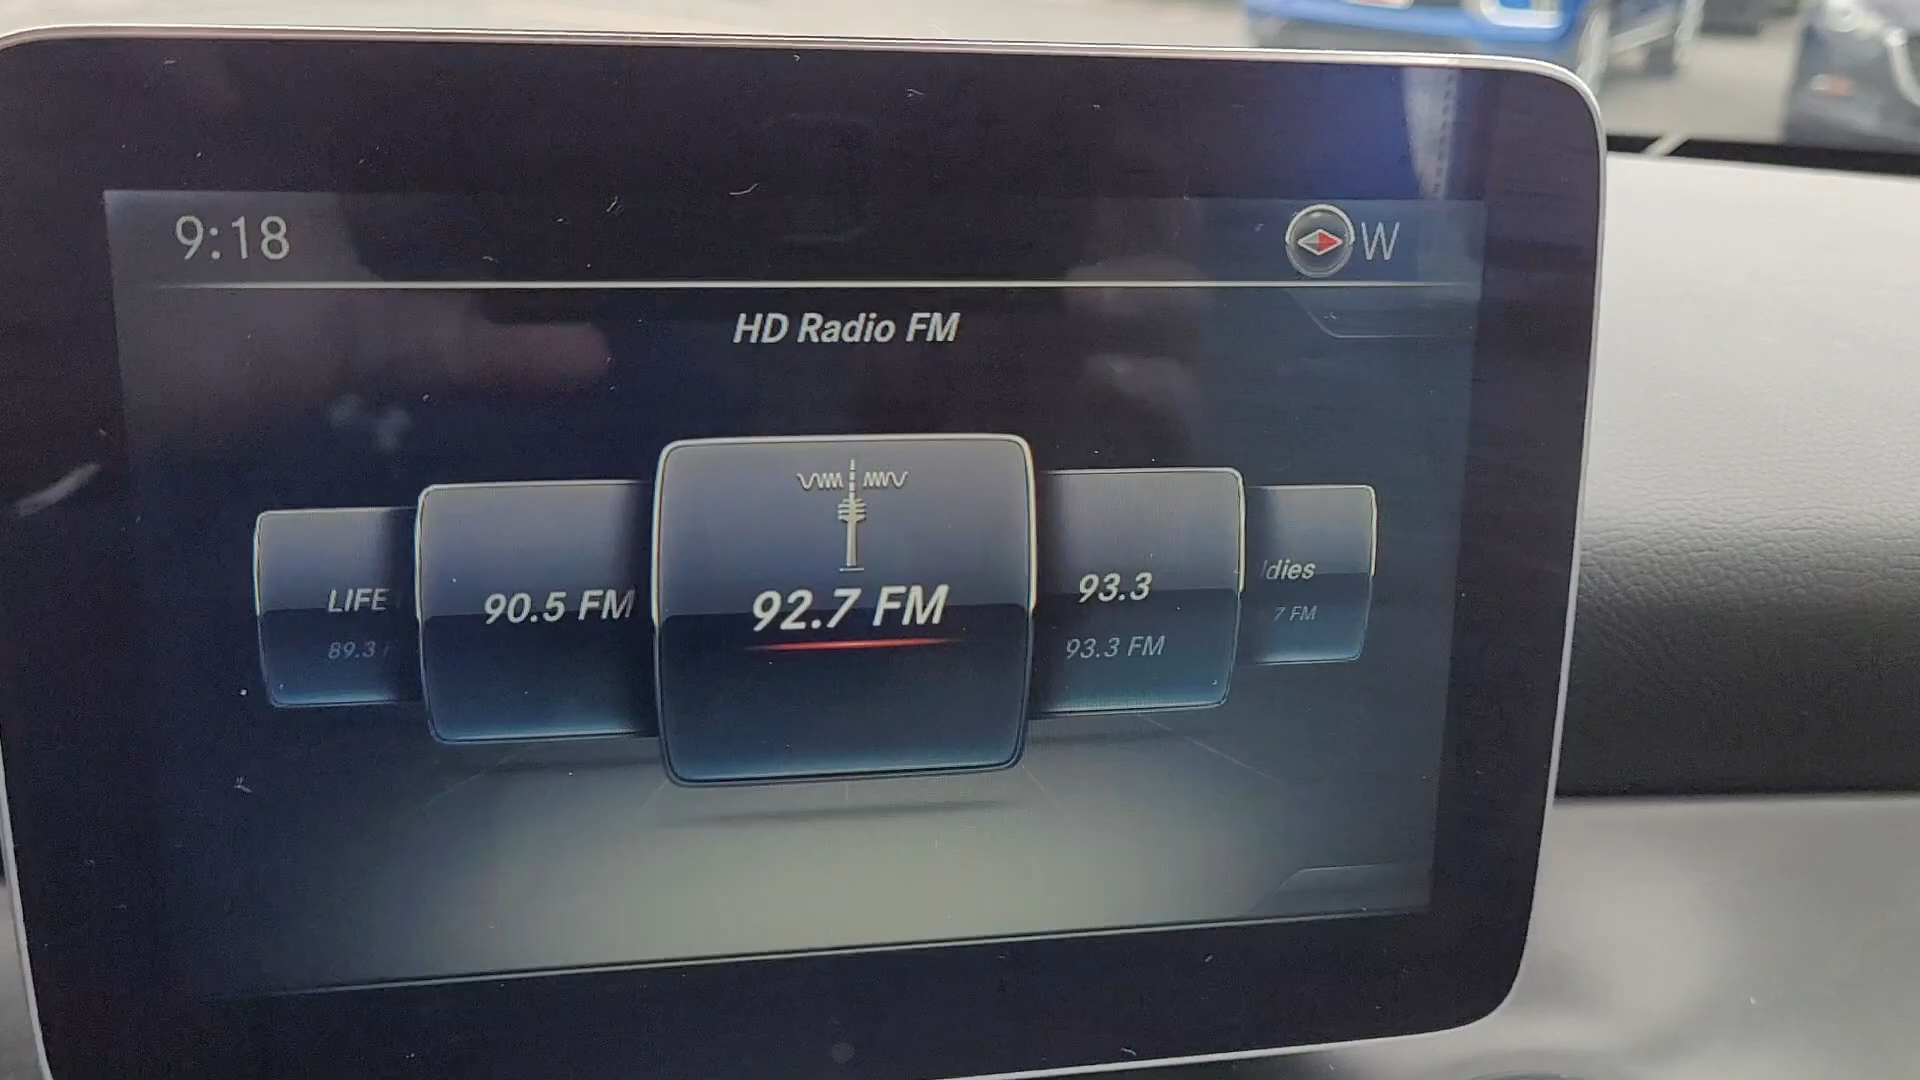 9:18
W
HD Radio FM
LIFE
89.3
90.5 FM
92.7 FM
93.3
93.3 FM
ldies
7 FM